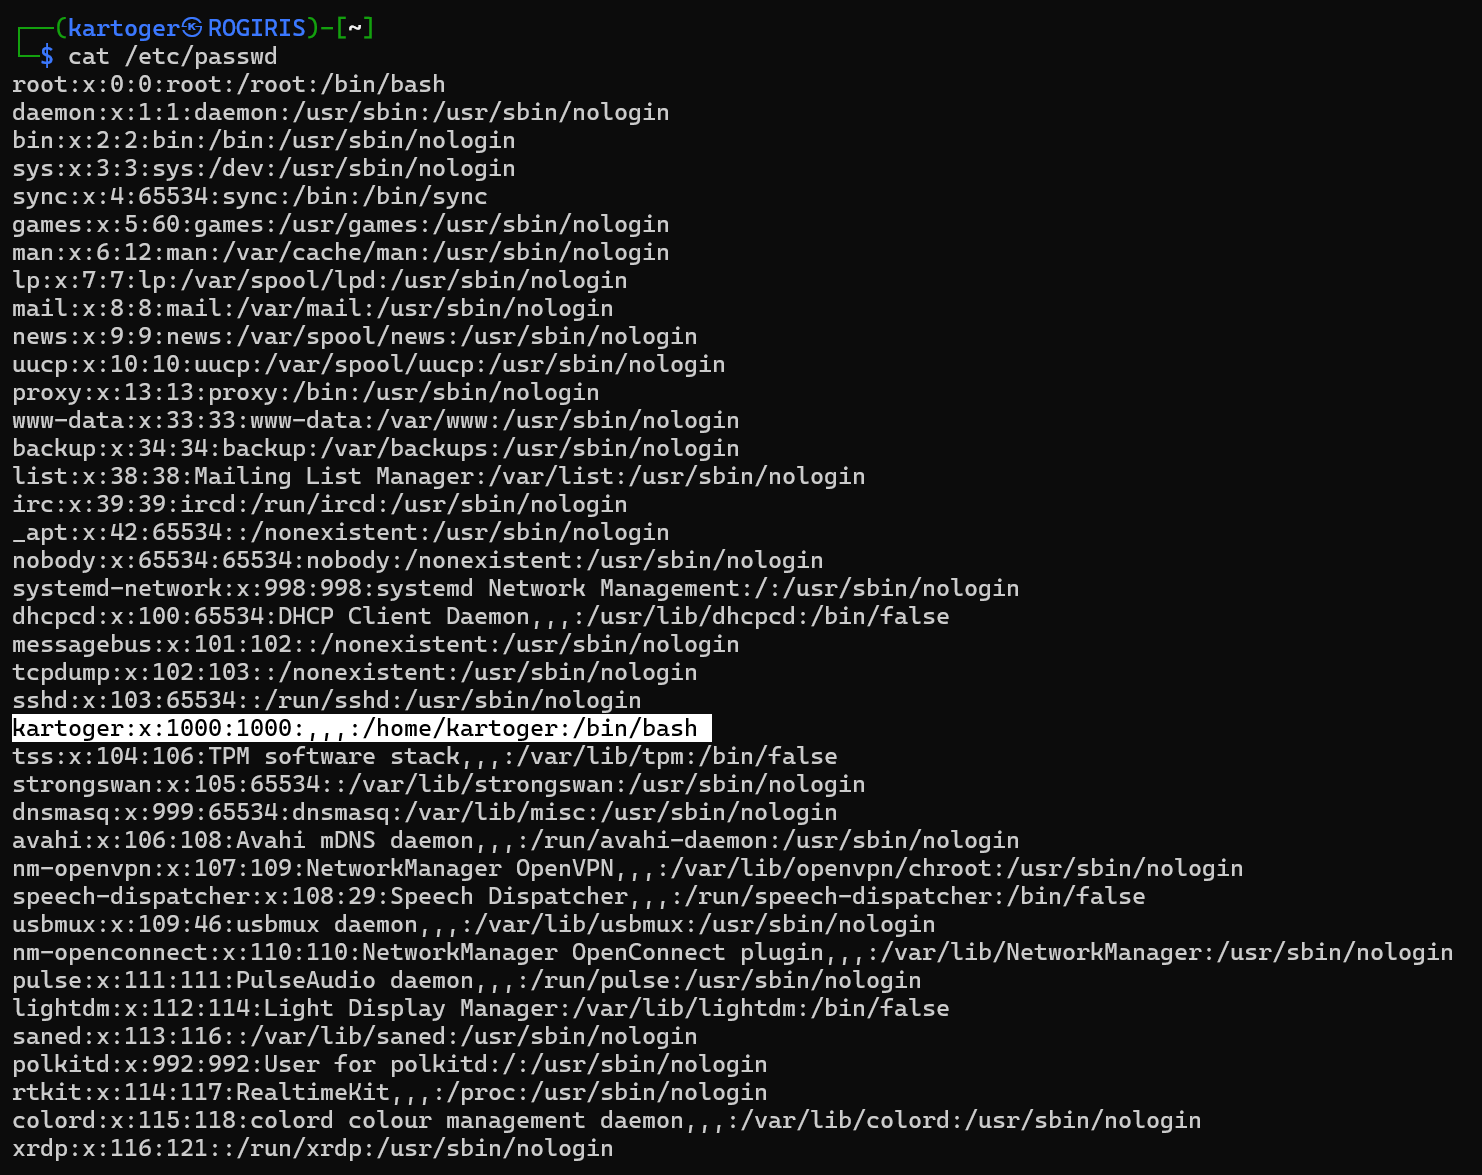 ┌──(kartoger㉿ROGIRIS)-[~]
└─$ cat /etc/passwd
root:x:0:0:root:/root:/bin/bash
daemon:x:1:1:daemon:/usr/sbin:/usr/sbin/nologin
bin:x:2:2:bin:/bin:/usr/sbin/nologin
sys:x:3:3:sys:/dev:/usr/sbin/nologin
sync:x:4:65534:sync:/bin:/bin/sync
games:x:5:60:games:/usr/games:/usr/sbin/nologin
man:x:6:12:man:/var/cache/man:/usr/sbin/nologin
lp:x:7:7:lp:/var/spool/lpd:/usr/sbin/nologin
mail:x:8:8:mail:/var/mail:/usr/sbin/nologin
news:x:9:9:news:/var/spool/news:/usr/sbin/nologin
uucp:x:10:10:uucp:/var/spool/uucp:/usr/sbin/nologin
proxy:x:13:13:proxy:/bin:/usr/sbin/nologin
www-data:x:33:33:www-data:/var/www:/usr/sbin/nologin
backup:x:34:34:backup:/var/backups:/usr/sbin/nologin
list:x:38:38:Mailing List Manager:/var/list:/usr/sbin/nologin
irc:x:39:39:ircd:/run/ircd:/usr/sbin/nologin
_apt:x:42:65534::/nonexistent:/usr/sbin/nologin
nobody:x:65534:65534:nobody:/nonexistent:/usr/sbin/nologin
systemd-network:x:998:998:systemd Network Management:/:/usr/sbin/nologin
dhcpcd:x:100:65534:DHCP Client Daemon,,,:/usr/lib/dhcpcd:/bin/false
messagebus:x:101:102::/nonexistent:/usr/sbin/nologin
tcpdump:x:102:103::/nonexistent:/usr/sbin/nologin
sshd:x:103:65534::/run/sshd:/usr/sbin/nologin
kartoger:x:1000:1000:,,,:/home/kartoger:/bin/bash
tss:x:104:106:TPM software stack,,,:/var/lib/tpm:/bin/false
strongswan:x:105:65534::/var/lib/strongswan:/usr/sbin/nologin
dnsmasq:x:999:65534:dnsmasq:/var/lib/misc:/usr/sbin/nologin
avahi:x:106:108:Avahi mDNS daemon,,,:/run/avahi-daemon:/usr/sbin/nologin
nm-openvpn:x:107:109:NetworkManager OpenVPN,,,:/var/lib/openvpn/chroot:/usr/sbin/nologin
speech-dispatcher:x:108:29:Speech Dispatcher,,,:/run/speech-dispatcher:/bin/false
usbmux:x:109:46:usbmux daemon,,,:/var/lib/usbmux:/usr/sbin/nologin
nm-openconnect:x:110:110:NetworkManager OpenConnect plugin,,,:/var/lib/NetworkManager:/usr/sbin/nologin
pulse:x:111:111:PulseAudio daemon,,,:/run/pulse:/usr/sbin/nologin
lightdm:x:112:114:Light Display Manager:/var/lib/lightdm:/bin/false
saned:x:113:116::/var/lib/saned:/usr/sbin/nologin
polkitd:x:992:992:User for polkitd:/:/usr/sbin/nologin
rtkit:x:114:117:RealtimeKit,,,:/proc:/usr/sbin/nologin
colord:x:115:118:colord colour management daemon,,,:/var/lib/colord:/usr/sbin/nologin
xrdp:x:116:121::/run/xrdp:/usr/sbin/nologin